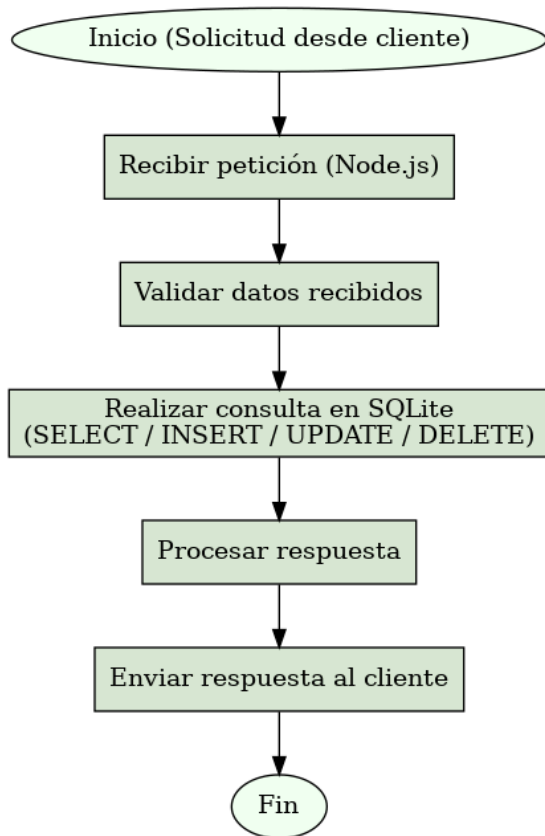 Inicio (Solicitud desde cliente)
Recibir petición (Node.js)
Validar datos recibidos
Realizar consulta en SQLite
(SELECT / INSERT / UPDATE / DELETE)
Procesar respuesta
Enviar respuesta al cliente
Fin